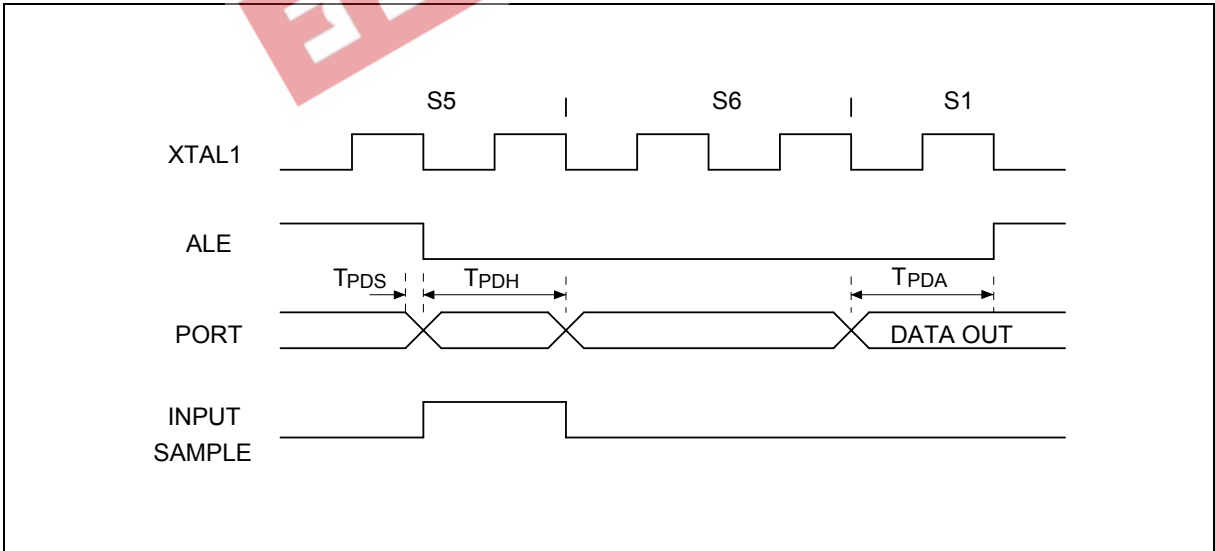 S5 | S6 | S1
XTAL1
ALE
TPDS TPDH TPDA
PORT DATA OUT
INPUT
SAMPLE